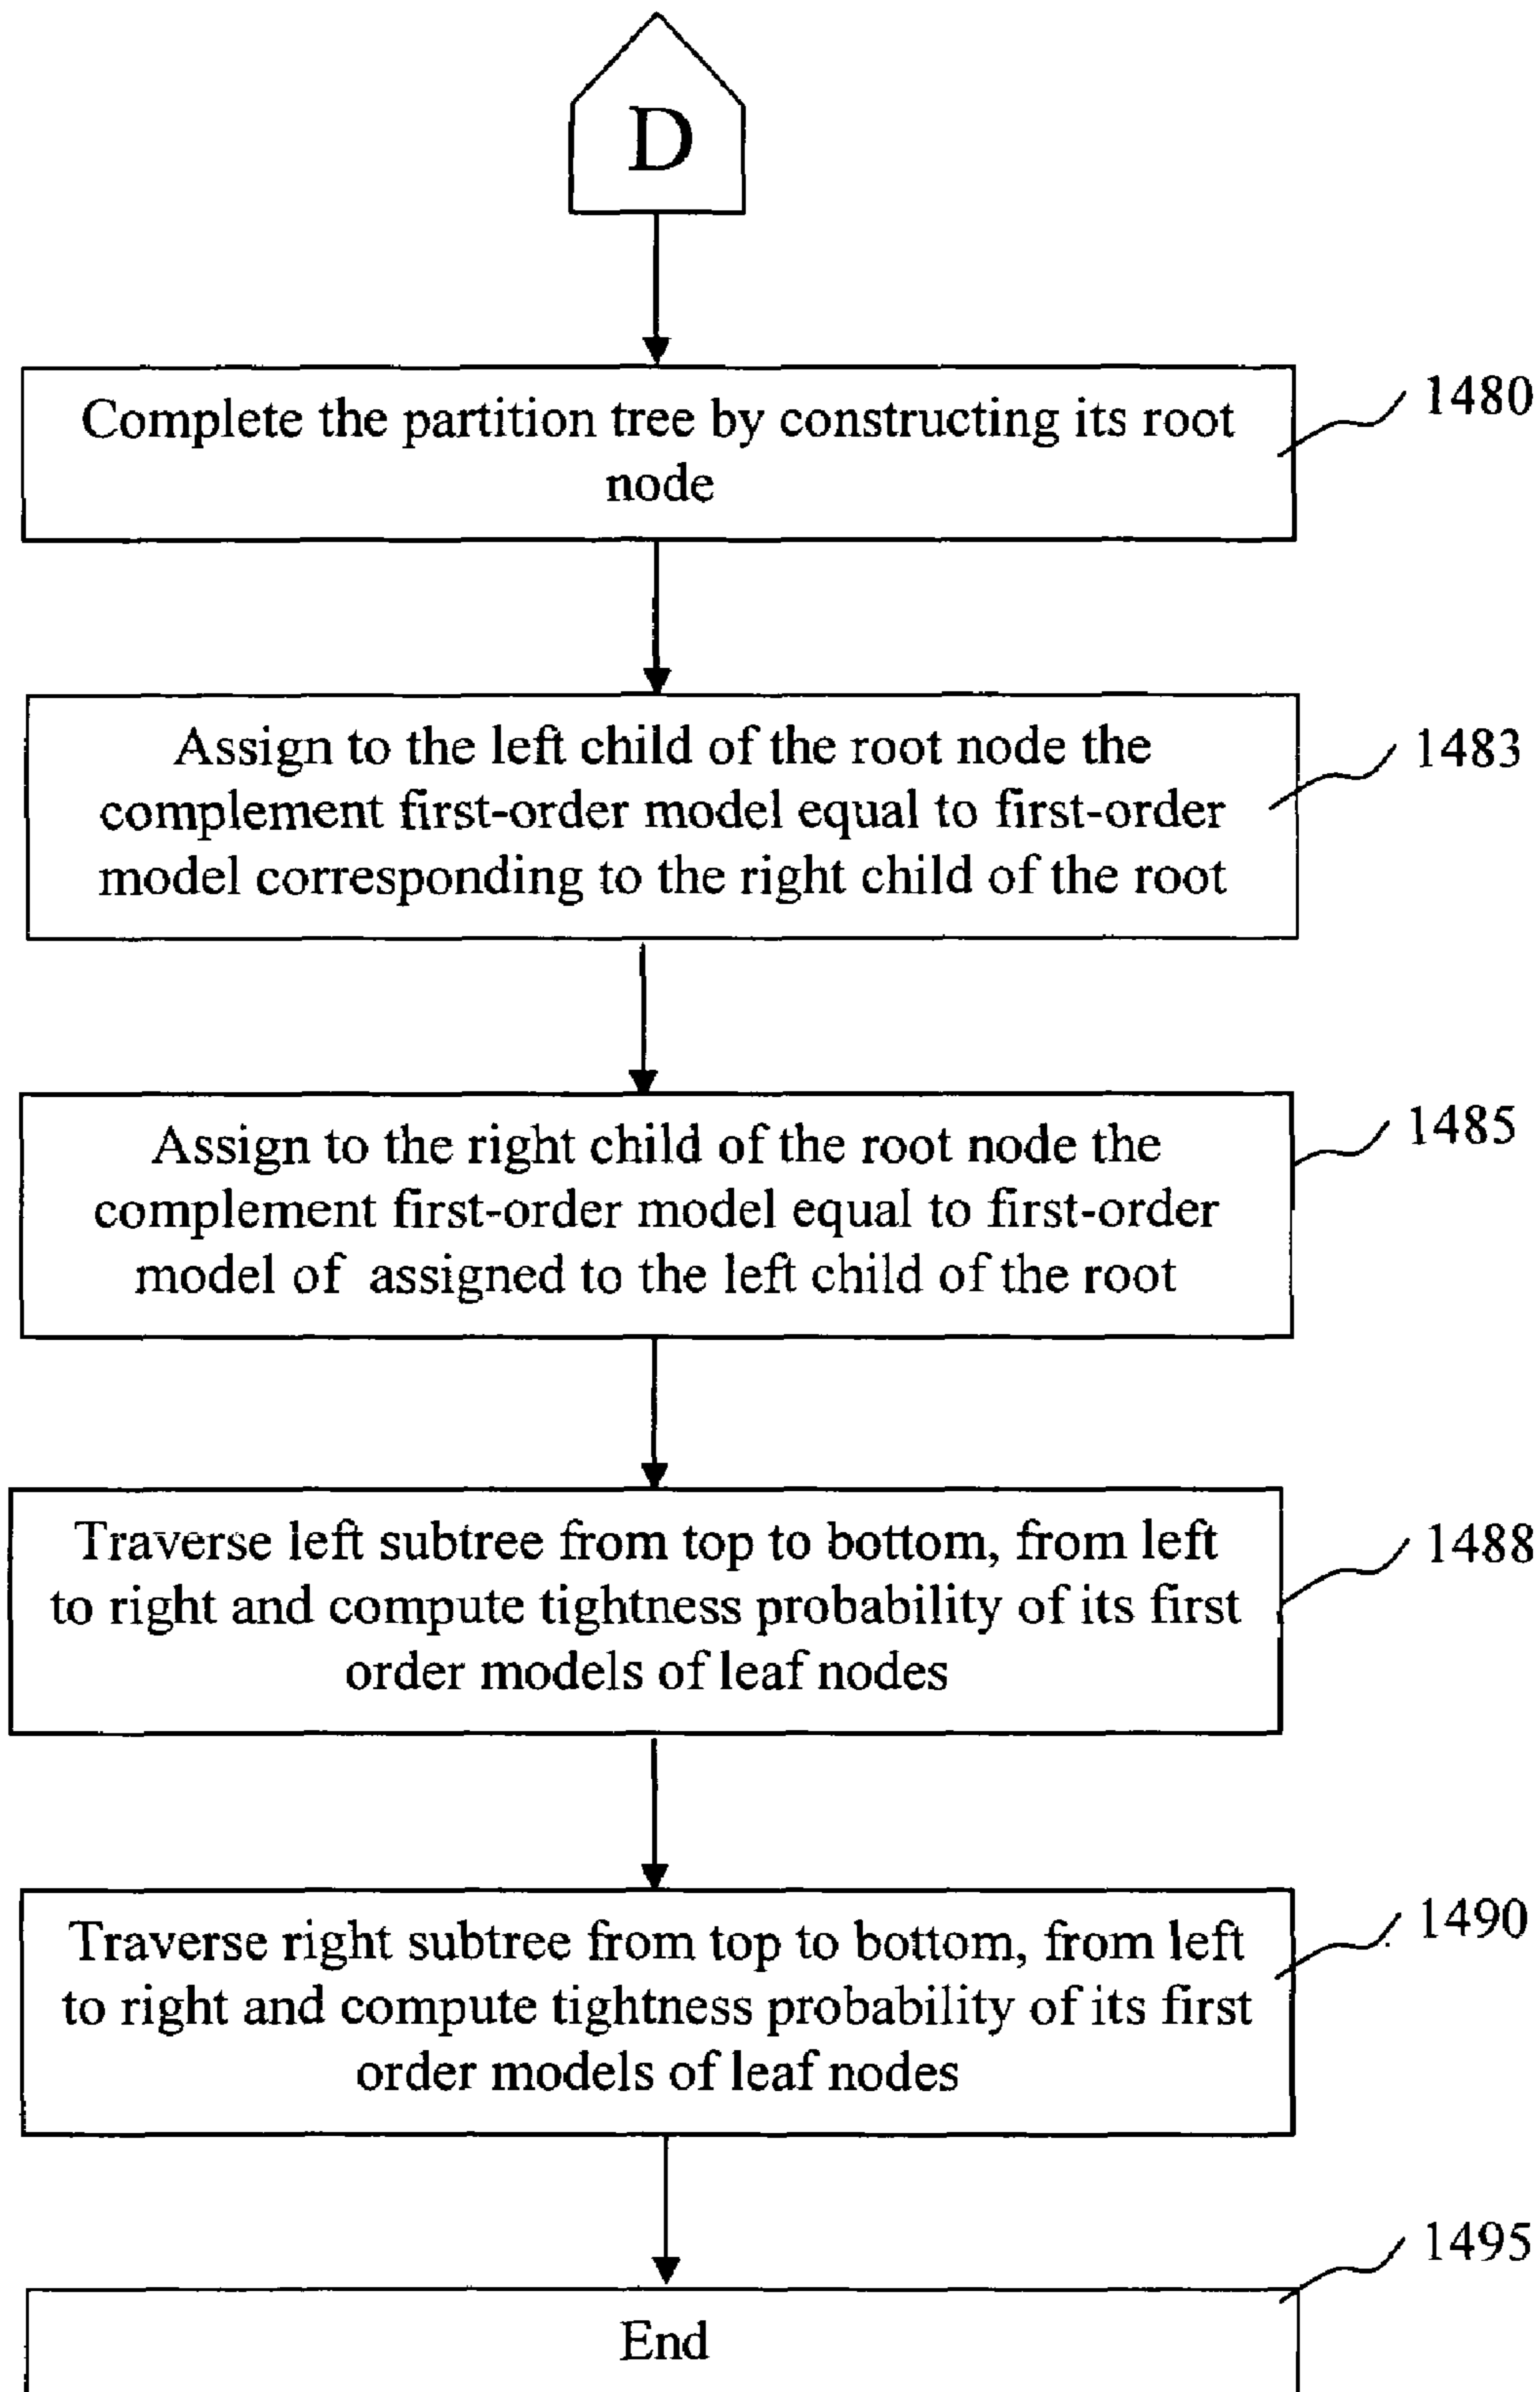 D
Complete the partition tree by constructing its root
node
1480
Assign to the left child of the root node the
complement first-order model equal to first-order
model corresponding to the right child of the root
1483
Assign to the right child of the root node the
complement first-order model equal to first-order
model of assigned to the left child of the root
1485
Traverse left subtree from top to bottom, from left
to right and compute tightness probability of its first
order models of leaf nodes
1488
Traverse right subtree from top to bottom, from left
to right and compute tightness probability of its first
order models of leaf nodes
1490
End
1495